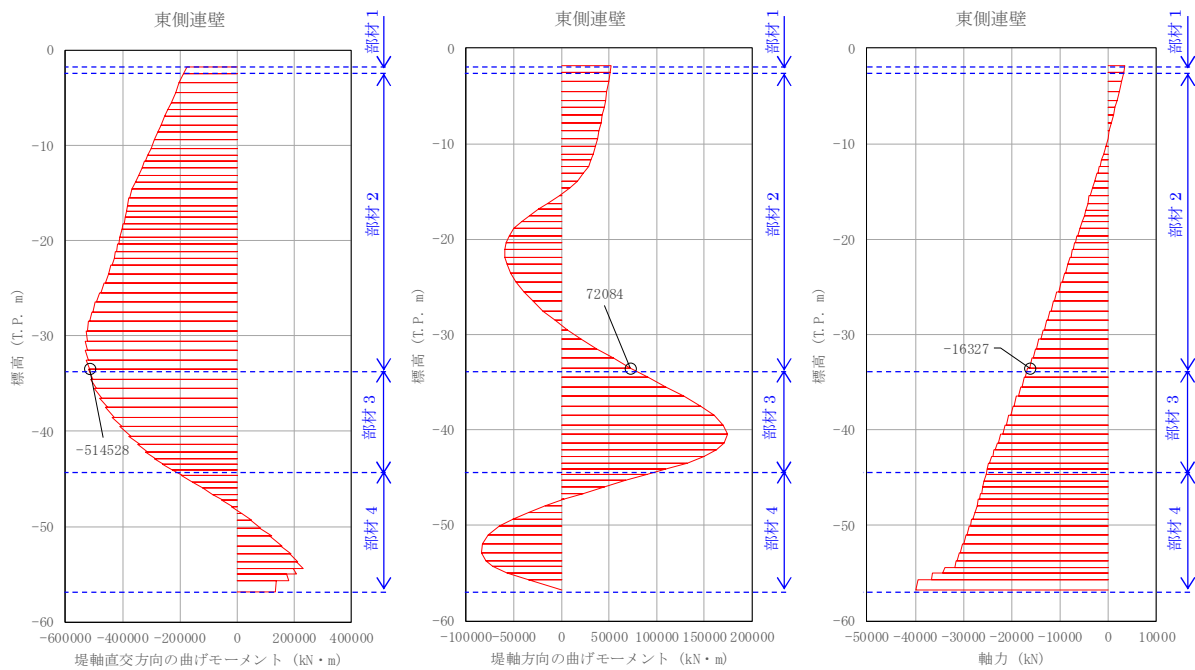 東側連壁
0
-10
-20
-30
-40
-50
-60
標高 (T.P. m)
-514528
-600000 -400000 -200000 0 200000 400000
堤軸直交方向の曲げモーメント (kN・m)
部材 1
部材 2
部材 3
部材 4
東側連壁
0
-10
-20
-30
-40
-50
-60
標高 (T.P. m)
72084
-100000 -50000 0 50000 100000 150000 200000
堤軸方向の曲げモーメント (kN・m)
部材 1
部材 2
部材 3
部材 4
東側連壁
0
-10
-20
-30
-40
-50
-60
標高 (T.P. m)
-16327
-50000 -40000 -30000 -20000 -10000 0 10000
軸力 (kN)
部材 1
部材 2
部材 3
部材 4